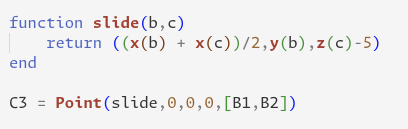 function slide(b,c)
    return ((x(b) + x(c))/2,y(b),z(c)-5)
end

C3 = Point(slide,0,0,0,[B1,B2])